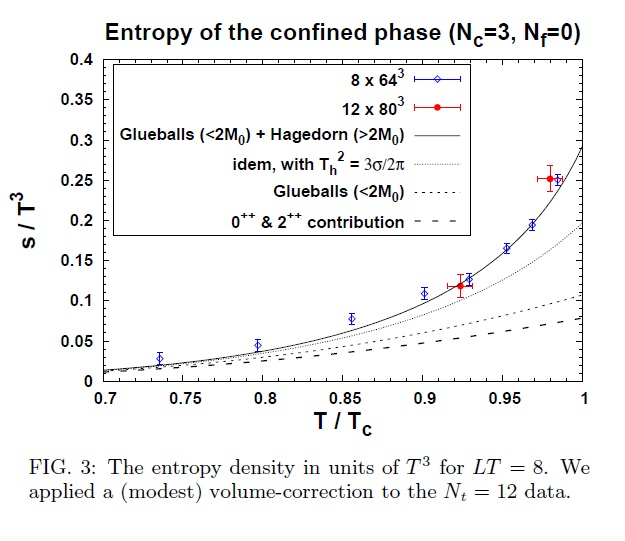 Entropy of the confined phase (N_c=3, N_f=0)
8 x 64³
12 x 80³
Glueballs (<2M₀) + Hagedorn (>2M₀)
idem, with T_h² = 3σ/2π
Glueballs (<2M₀)
0⁺⁺ & 2⁺⁺ contribution
s / T³
0.4
0.35
0.3
0.25
0.2
0.15
0.1
0.05
0
0.7
0.75
0.8
0.85
0.9
0.95
1
T / T_c
FIG. 3: The entropy density in units of T³ for LT = 8. We
applied a (modest) volume-correction to the N_t = 12 data.